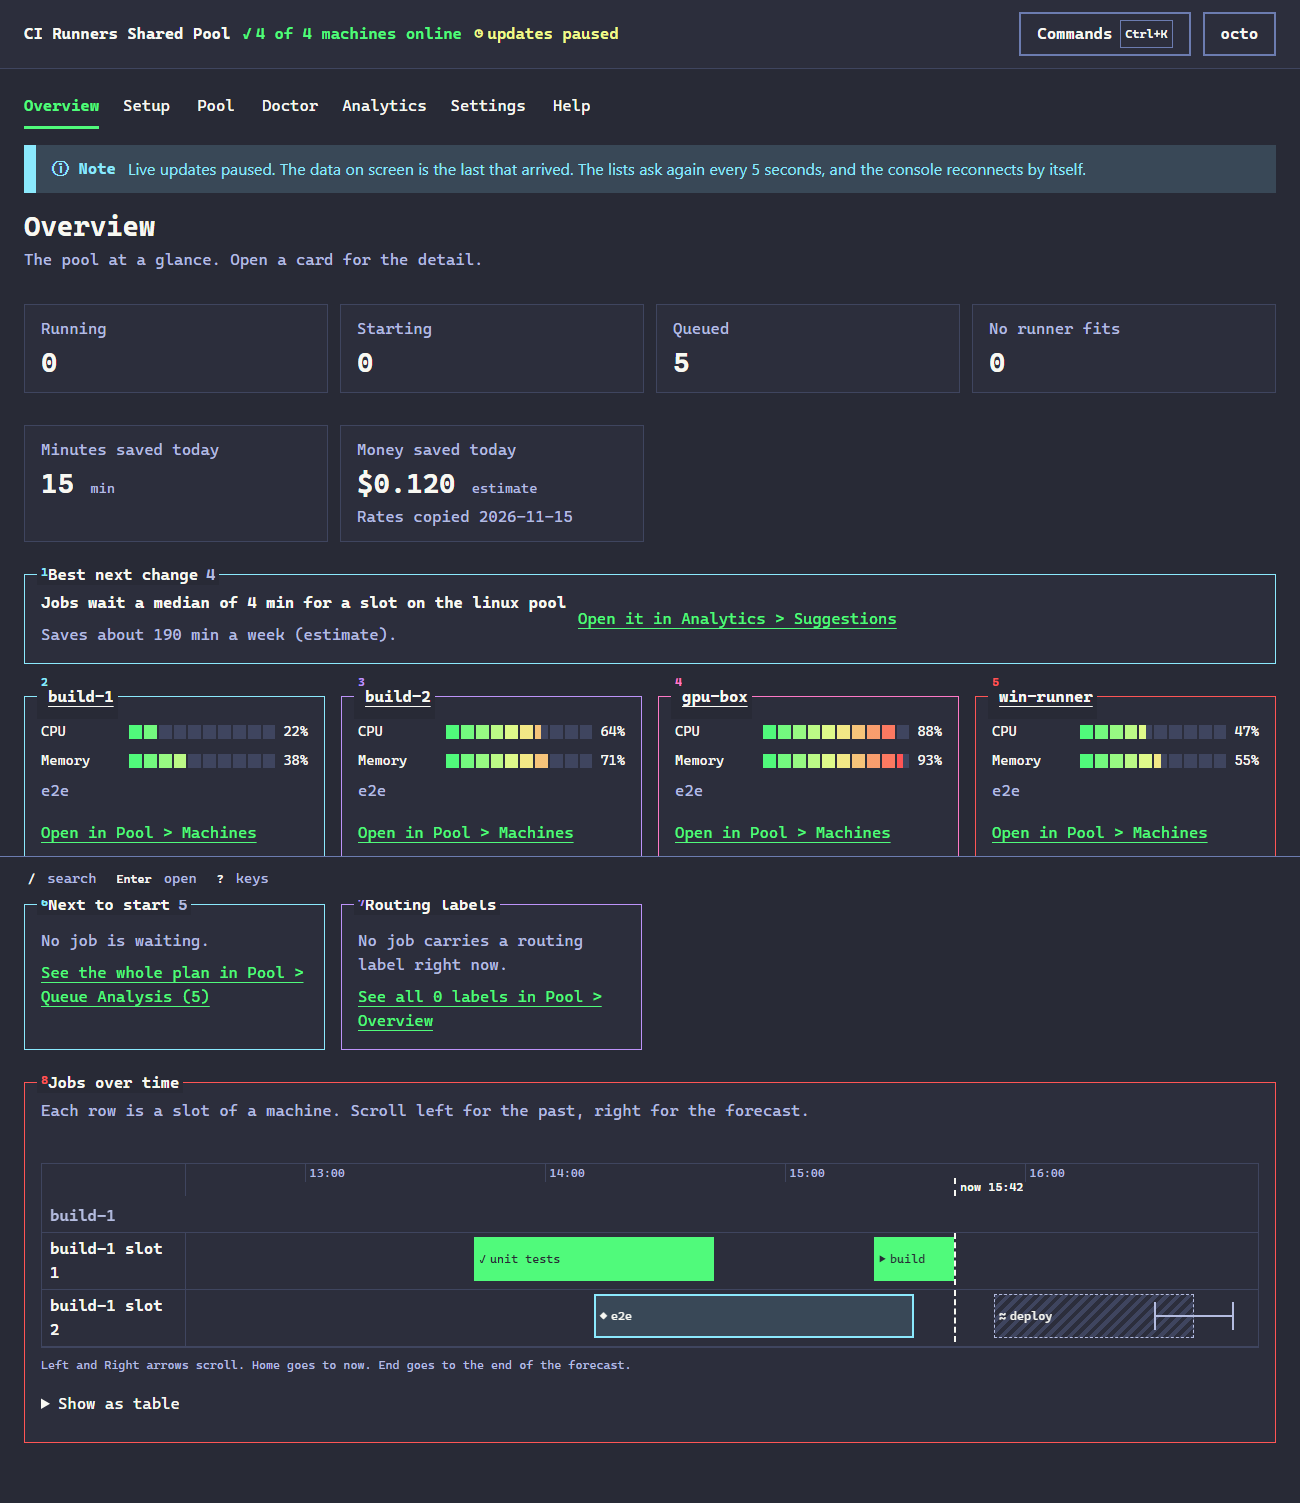 CI Runners Shared Pool ✓4 of 4 machines online updates paused Commands Ctrl+K octo
Overview Setup Pool Doctor Analytics Settings Help
Note Live updates paused. The data on screen is the last that arrived. The lists ask again every 5 seconds, and the console reconnects by itself.
Overview
The pool at a glance. Open a card for the detail.
Running
0
Starting
0
Queued
5
No runner fits
0
Minutes saved today
15 min
Money saved today
$0.120 estimate
Rates copied 2026-11-15
1Best next change 4
Jobs wait a median of 4 min for a slot on the linux pool
Saves about 190 min a week (estimate).
Open it in Analytics > Suggestions
2
build-1
CPU 22%
Memory 38%
e2e
Open in Pool > Machines
3
build-2
CPU 64%
Memory 71%
e2e
Open in Pool > Machines
4
gpu-box
CPU 88%
Memory 93%
e2e
Open in Pool > Machines
5
win-runner
CPU 47%
Memory 55%
e2e
Open in Pool > Machines
/ search Enter open ? keys
6Next to start 5
No job is waiting.
See the whole plan in Pool >
Queue Analysis (5)
7Routing labels
No job carries a routing
label right now.
See all 0 labels in Pool >
Overview
8Jobs over time
Each row is a slot of a machine. Scroll left for the past, right for the forecast.
13:00 14:00 15:00 16:00
now 15:42
build-1
build-1 slot
1
✓ unit tests
▶ build
build-1 slot
2
◆ e2e
≈ deploy
Left and Right arrows scroll. Home goes to now. End goes to the end of the forecast.
▶ Show as table